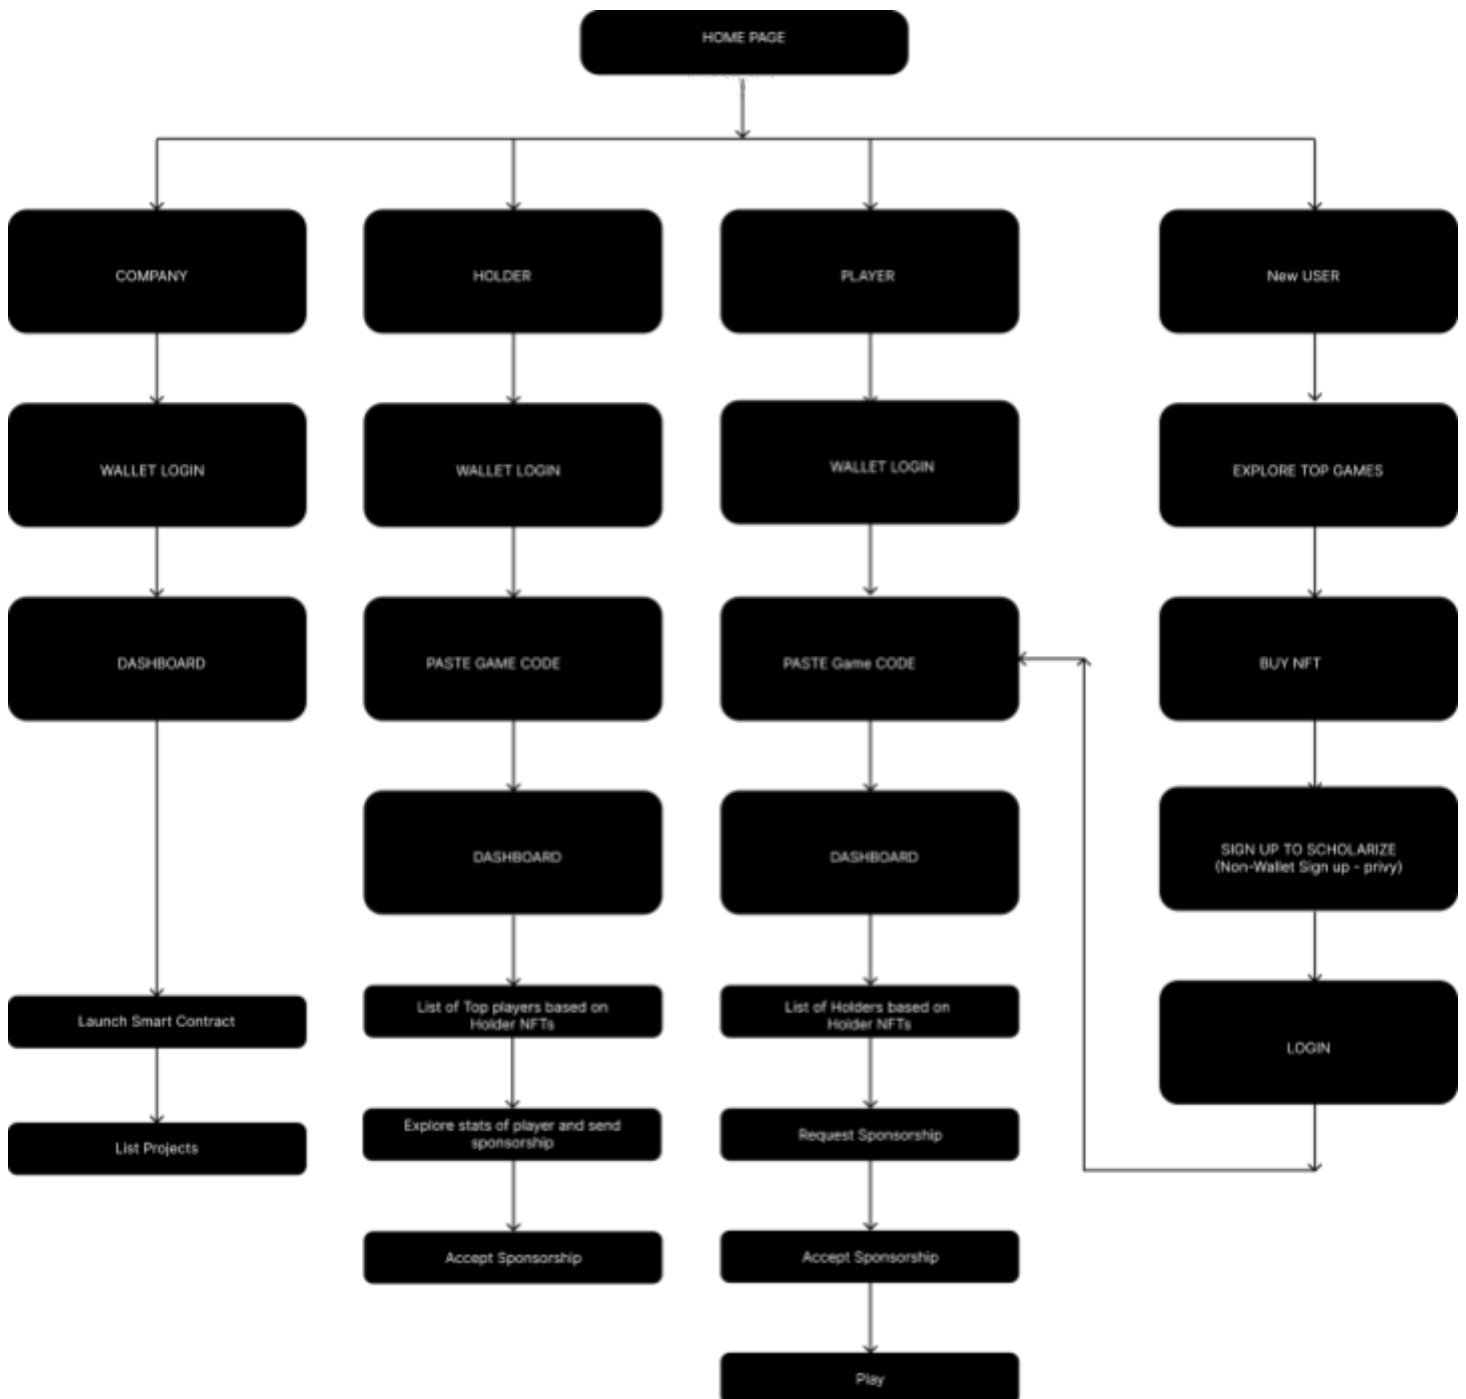 HOME PAGE
COMPANY
HOLDER
PLAYER
New USER
WALLET LOGIN
WALLET LOGIN
WALLET LOGIN
EXPLORE TOP GAMES
DASHBOARD
PASTE GAME CODE
PASTE Game CODE
BUY NFT
DASHBOARD
DASHBOARD
SIGN UP TO SCHOLARIZE
(Non-Wallet Sign up - privy)
Launch Smart Contract
List of Top players based on
Holder NFTs
List of Holders based on
Holder NFTs
LOGIN
List Projects
Explore stats of player and send
sponsorship
Request Sponsorship
Accept Sponsorship
Accept Sponsorship
Play